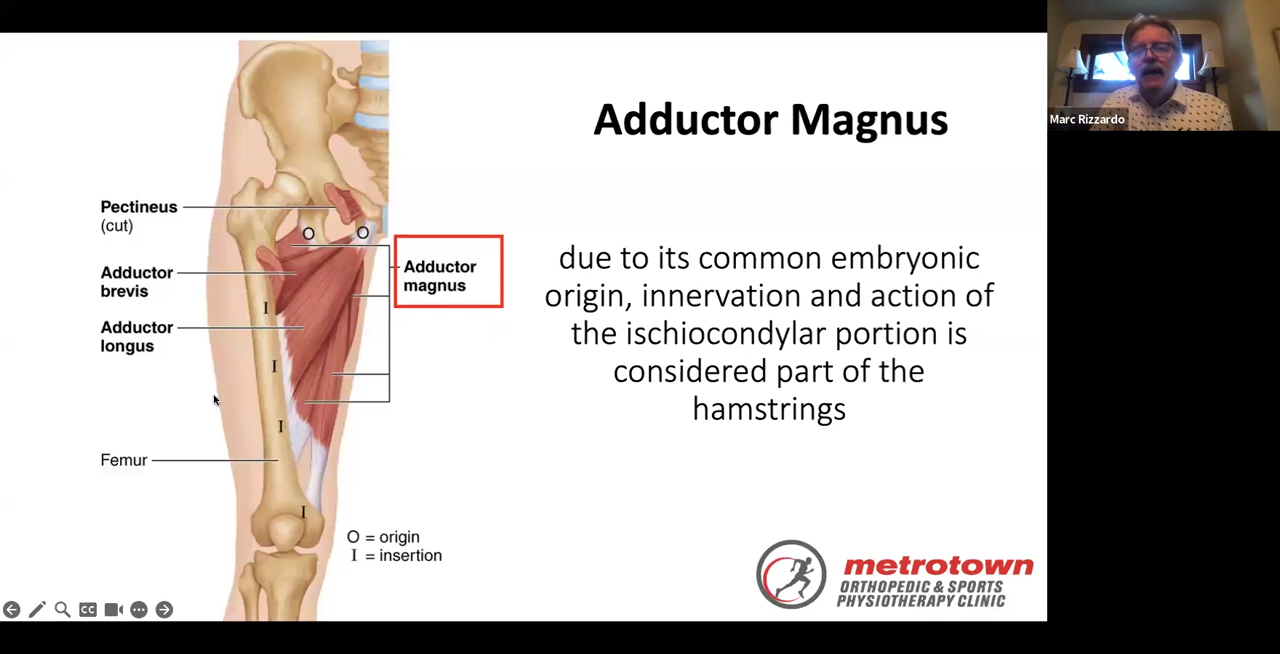 Adductor Magnus
Marc Rizzardo
Pectineus
(cut)
O
O
Adductor
magnus
Adductor
brevis
I
Adductor
longus
I
I
Femur
I
O = origin
I = insertion
due to its common embryonic
origin, innervation and action of
the ischiocondylar portion is
considered part of the
hamstrings
metrotown
ORTHOPEDIC & SPORTS
PHYSIOTHERAPY CLINIC
CC